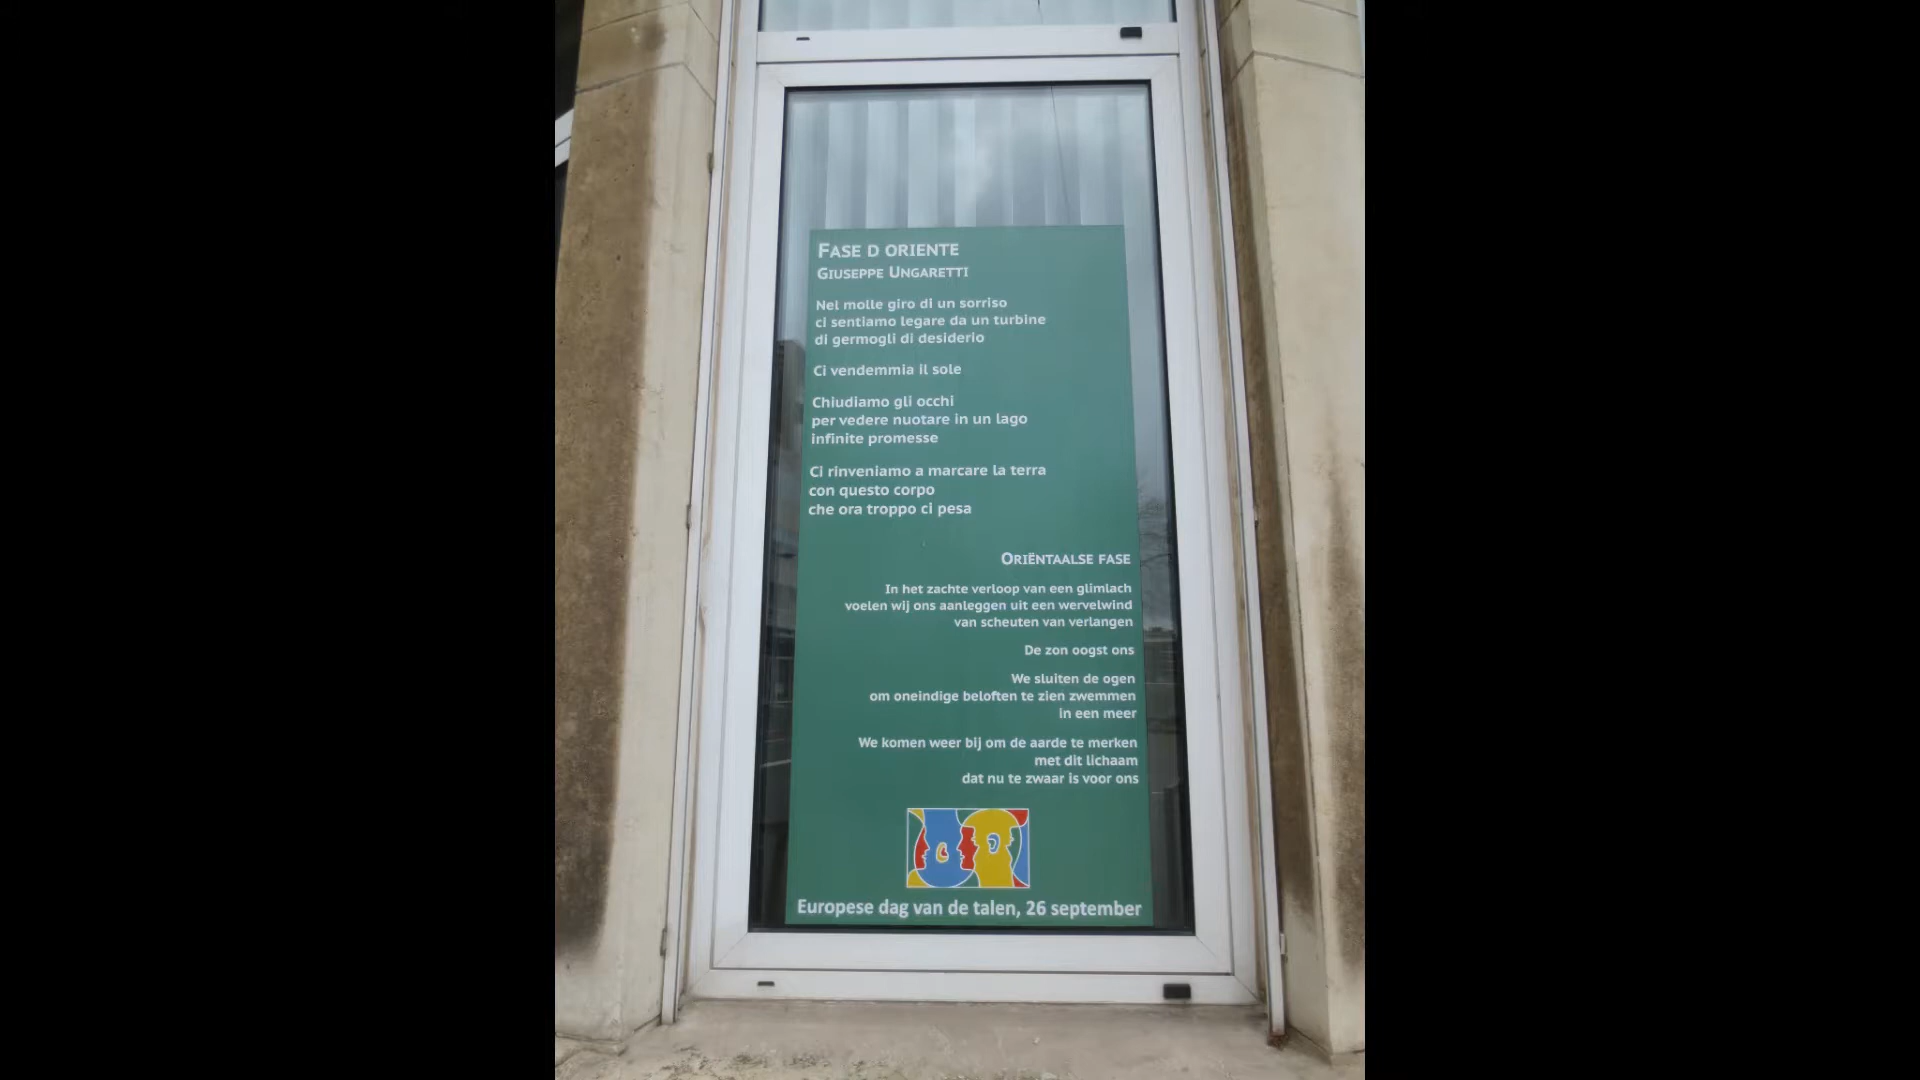 FASE D ORIENTE
GIUSEPPE UNGARETTI
Nel molle giro di un sorriso
ci sentiamo legare da un turbine
di germogli di desiderio
Ci vendemmia il sole
Chiudiamo gli occhi
per vedere nuotare in un lago
infinite promesse
Ci rinveniamo a marcare la terra
con questo corpo
che ora troppo ci pesa
ORIËNTAALSE FASE
In het zachte verloop van een glimlach
voelen wij ons aanleggen uit een wervelwind
van scheuten van verlangen
De zon oogst ons
We sluiten de ogen
om oneindige beloften te zien zwemmen
in een meer
We komen weer bij om de aarde te merken
met dit lichaam
dat nu te zwaar is voor ons
Europese dag van de talen, 26 september